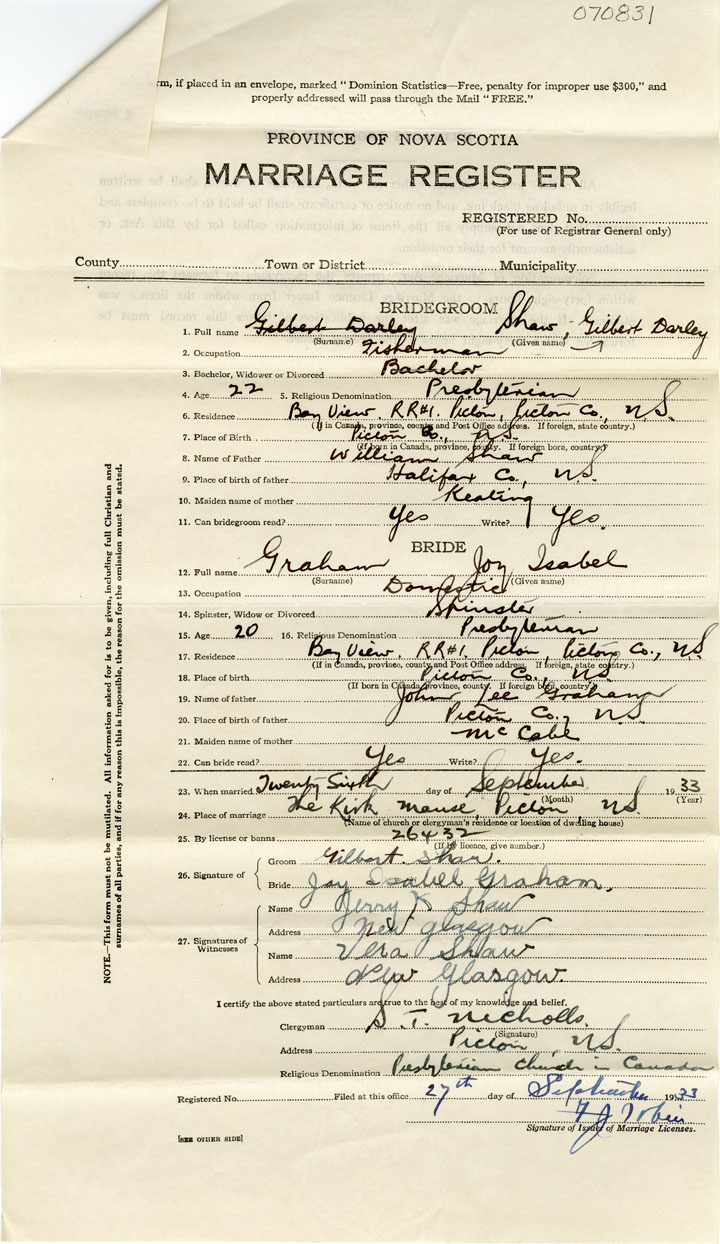 070831
rm, if placed in an envelope, marked "Dominion Statistics—Free, penalty for improper use $300," and
properly addressed will pass through the Mail "FREE."
PROVINCE OF NOVA SCOTIA
MARRIAGE REGISTER
REGISTERED No.
(For use of Registrar General only)
County Town or District Municipality
BRIDEGROOM
1. Full name Gilbert Darley Shaw, Gilbert Darley
(Surname) (Given name)
2. Occupation Fisherman
3. Bachelor, Widower or Divorced Bachelor
4. Age 22 5. Religious Denomination Presbyterian
6. Residence Bay View, RR#1. Pictou, Pictou Co., N.S.
(If in Canada, province, county and Post Office address. If foreign, state country.)
7. Place of Birth Pictou Co., N.S.
(If born in Canada, province, county. If foreign born, country)
8. Name of Father William Shaw
9. Place of birth of father Halifax Co., N.S.
10. Maiden name of mother Keating
11. Can bridegroom read? Yes Write? Yes.
BRIDE
12. Full name Graham Joy Isabel
(Surname) (Given name)
13. Occupation Domestic
14. Spinster, Widow or Divorced Spinster
15. Age 20 16. Religious Denomination Presbyterian
17. Residence Bay View, RR#1. Pictou, Pictou Co., N.S
(If in Canada, province, county and Post Office address. If foreign, state country)
18. Place of birth Pictou Co., N.S.
(If born in Canada, province, county. If foreign born, country)
19. Name of father John Lee Graham
20. Place of birth of father Pictou Co., N.S.
21. Maiden name of mother McCabe
22. Can bride read? Yes Write? Yes.
23. When married Twenty Sixth day of September 1933
(Month) (Year)
24. Place of marriage The Kirk Manse, Pictou N.S.
(Name of church or clergyman's residence or location of dwelling house)
25. By license or banns 26432
(If by licence, give number.)
26. Signature of
Groom Gilbert Shaw.
Bride Joy Isabel Graham.
27. Signatures of Witnesses
Name Jerry K Shaw
Address New Glasgow
Name Vera Shaw
Address New Glasgow.
I certify the above stated particulars are true to the best of my knowledge and belief.
Clergyman S. T. Nicholls.
(Signature)
Address Pictou, N.S.
Religious Denomination Presbyterian Church in Canada
Registered No. Filed at this office 27th day of September 1933
F J Tobin
Signature of Issuer of Marriage Licenses.
[SEE OTHER SIDE]
NOTE.—This form must not be mutilated. All information asked for is to be given, including full Christian and
surnames of all parties, and if for any reason this is impossible, the reason for the omission must be stated.